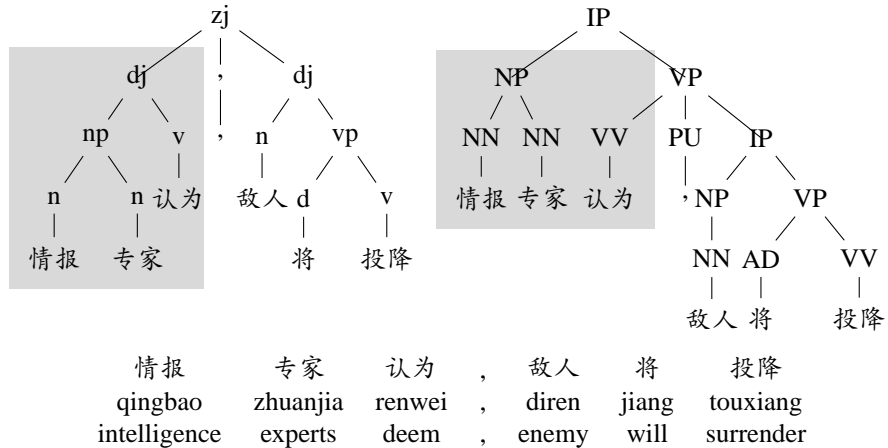 zj IP
dj , dj NP VP
np v , n vp NN NN VV PU IP
n n 认为 敌人 d v 情报 专家 认为 , NP VP
情报 专家 将 投降 NN AD VV
敌人 将 投降
情报 专家 认为 , 敌人 将 投降
qingbao zhuanjia renwei , diren jiang touxiang
intelligence experts deem , enemy will surrender